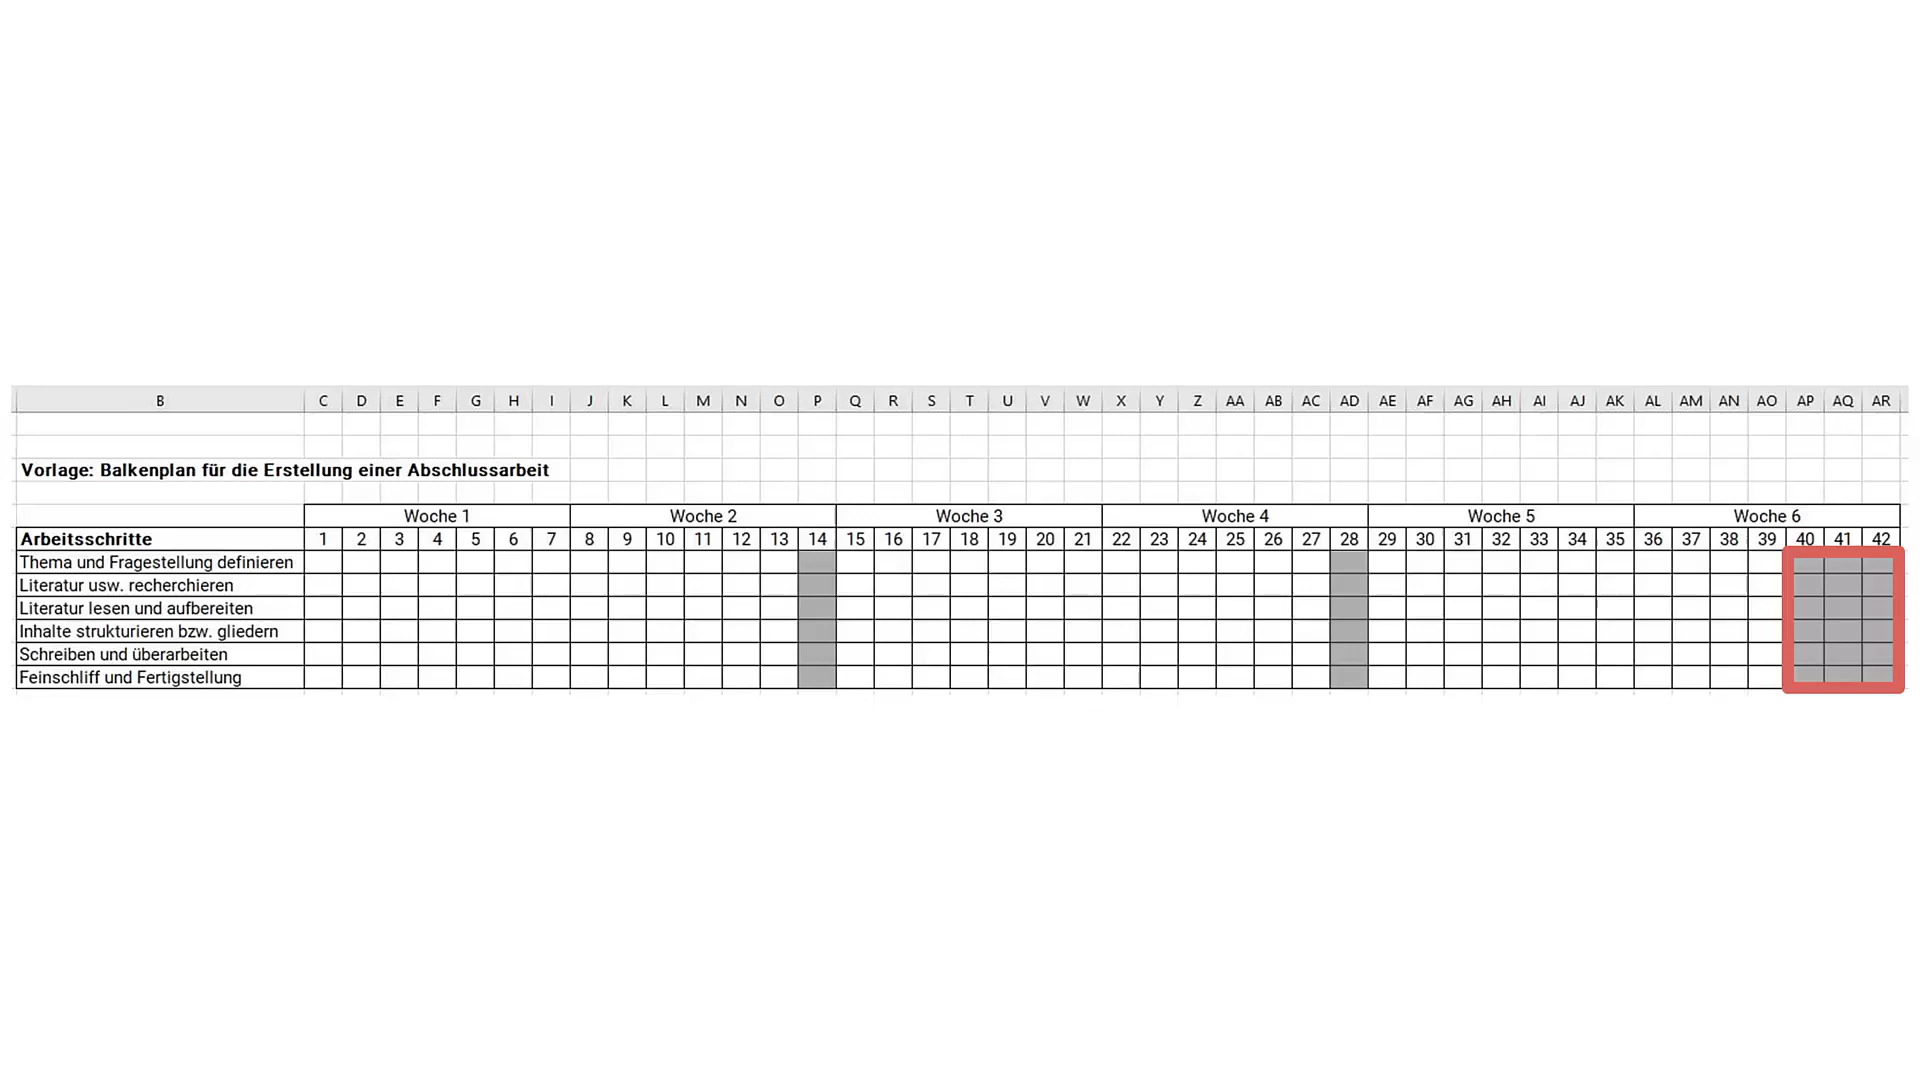 B C D E F G H I J K L M N O P Q R S T U V W X Y Z AA AB AC AD AE AF AG AH AI AJ AK AL AM AN AO AP AQ AR
Vorlage: Balkenplan für die Erstellung einer Abschlussarbeit
Woche 1 Woche 2 Woche 3 Woche 4 Woche 5 Woche 6
Arbeitsschritte 1 2 3 4 5 6 7 8 9 10 11 12 13 14 15 16 17 18 19 20 21 22 23 24 25 26 27 28 29 30 31 32 33 34 35 36 37 38 39 40 41 42
Thema und Fragestellung definieren
Literatur usw. recherchieren
Literatur lesen und aufbereiten
Inhalte strukturieren bzw. gliedern
Schreiben und überarbeiten
Feinschliff und Fertigstellung